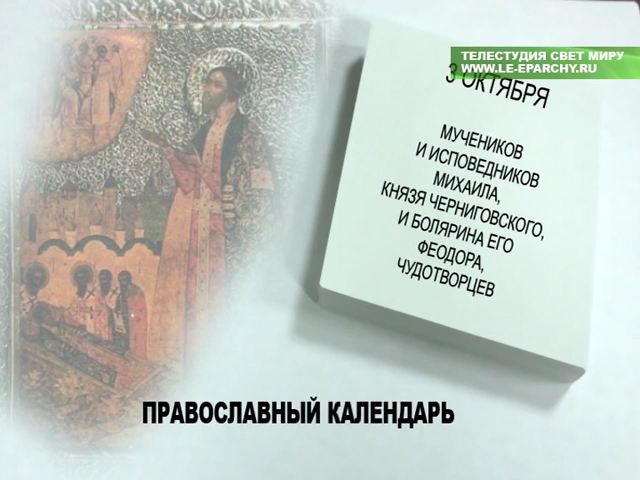 ТЕЛЕСТУДИЯ СВЕТ МИРУ
WWW.LE-EPARCHY.RU
3 ОКТЯБРЯ
МУЧЕНИКОВ
И ИСПОВЕДНИКОВ
МИХАИЛА,
КНЯЗЯ ЧЕРНИГОВСКОГО,
И БОЛЯРИНА ЕГО
ФЕОДОРА,
ЧУДОТВОРЦЕВ
ПРАВОСЛАВНЫЙ КАЛЕНДАРЬ